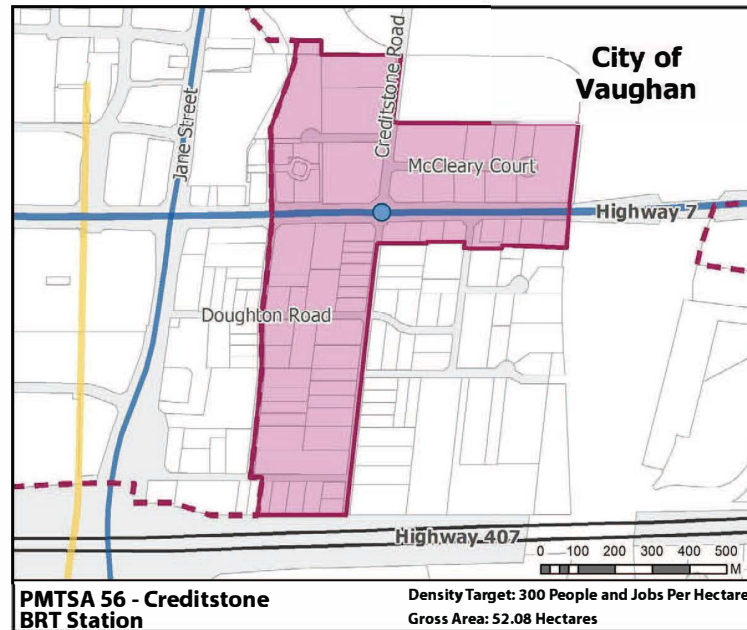 City of
Vaughan
Creditstone Road
Jane Street
McCleary Court
Highway 7
Doughton Road
Highway 407
0 100 200 300 400 500
M
PMTSA 56 - Creditstone
BRT Station
Density Target: 300 People and Jobs Per Hectare
Gross Area: 52.08 Hectares